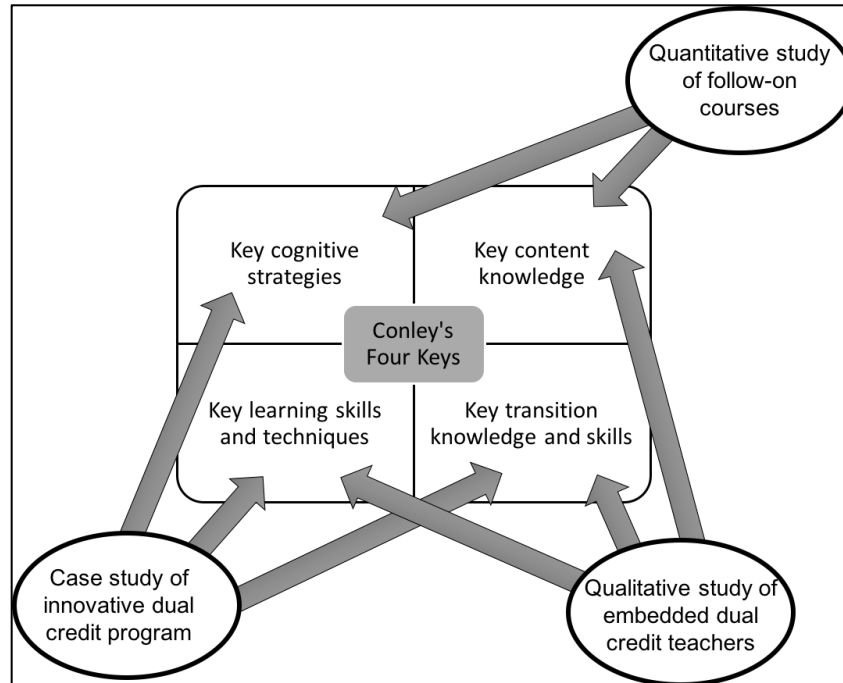 Quantitative study
of follow-on
courses
Key cognitive
strategies
Key content
knowledge
Conley's
Four Keys
Key learning skills
and techniques
Key transition
knowledge and skills
Case study of
innovative dual
credit program
Qualitative study of
embedded dual
credit teachers